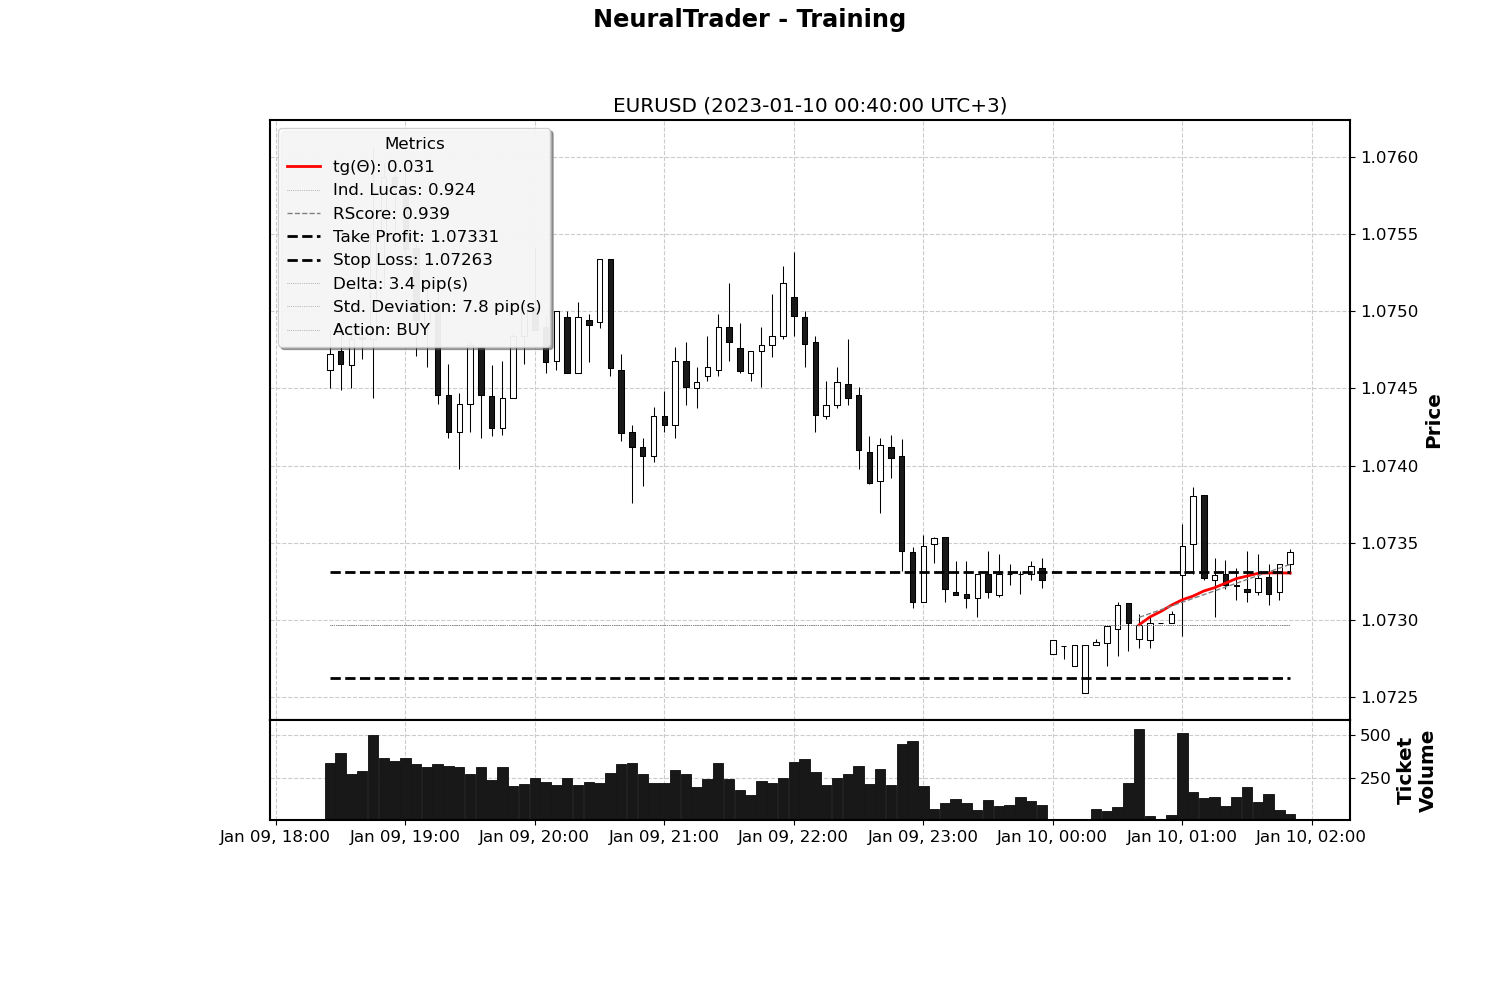 NeuralTrader - Training
EURUSD (2023-01-10 00:40:00 UTC+3)
Metrics
tg(Θ): 0.031
Ind. Lucas: 0.924
RScore: 0.939
Take Profit: 1.07331
Stop Loss: 1.07263
Delta: 3.4 pip(s)
Std. Deviation: 7.8 pip(s)
Action: BUY
1.0760
1.0755
1.0750
1.0745
1.0740
1.0735
1.0730
1.0725
Price
500
250
Ticket
Volume
Jan 09, 18:00
Jan 09, 19:00
Jan 09, 20:00
Jan 09, 21:00
Jan 09, 22:00
Jan 09, 23:00
Jan 10, 00:00
Jan 10, 01:00
Jan 10, 02:00